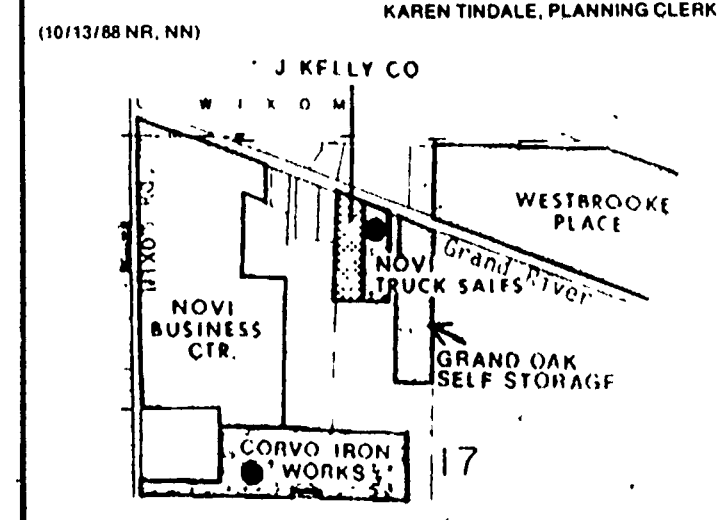 KAREN TINDALE, PLANNING CLERK
(10/13/88 NR, NN)
J KELLY CO
W I X O M
WESTBROOKE
PLACE
Grand River
NOVI
TRUCK SALES
NOVI
BUSINESS
CTR.
GRAND OAK
SELF STORAGE
CORVO IRON
WORKS
17